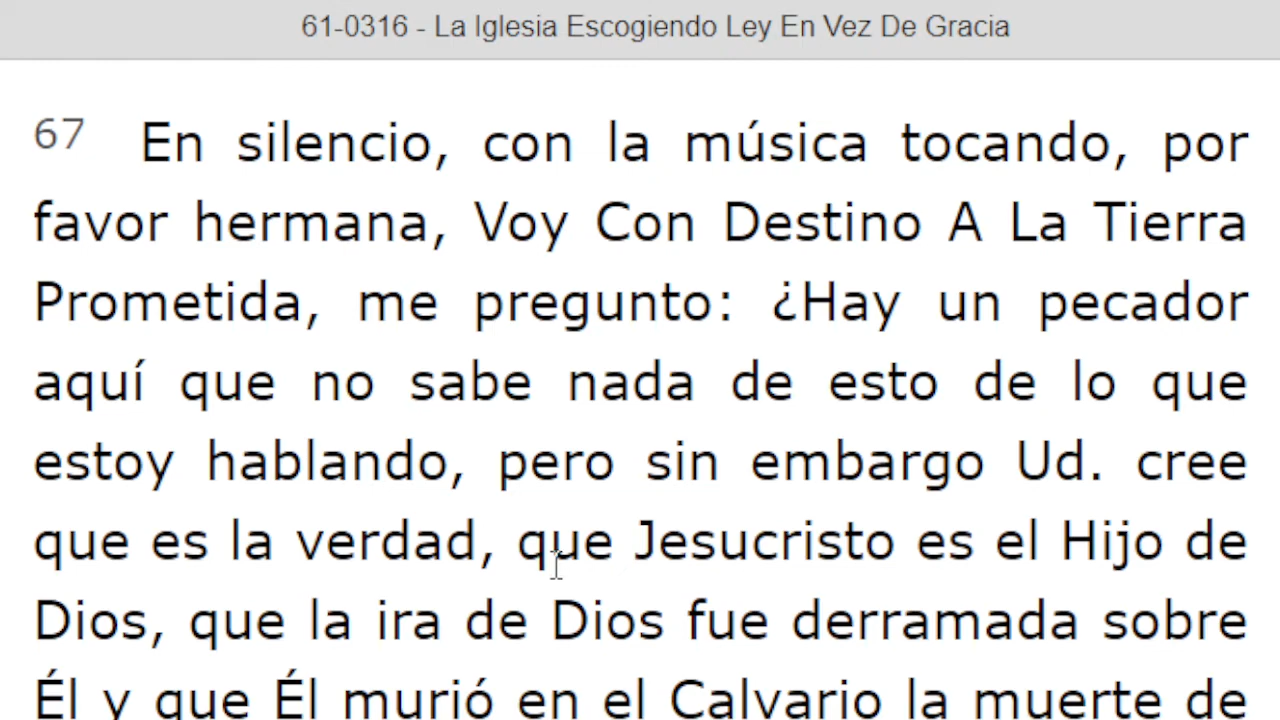 61-0316 - La Iglesia Escogiendo Ley En Vez De Gracia
67 En silencio, con la música tocando, por
favor hermana, Voy Con Destino A La Tierra
Prometida, me pregunto: ¿Hay un pecador
aquí que no sabe nada de esto de lo que
estoy hablando, pero sin embargo Ud. cree
que es la verdad, que Jesucristo es el Hijo de
Dios, que la ira de Dios fue derramada sobre
Él y que Él murió en el Calvario la muerte de